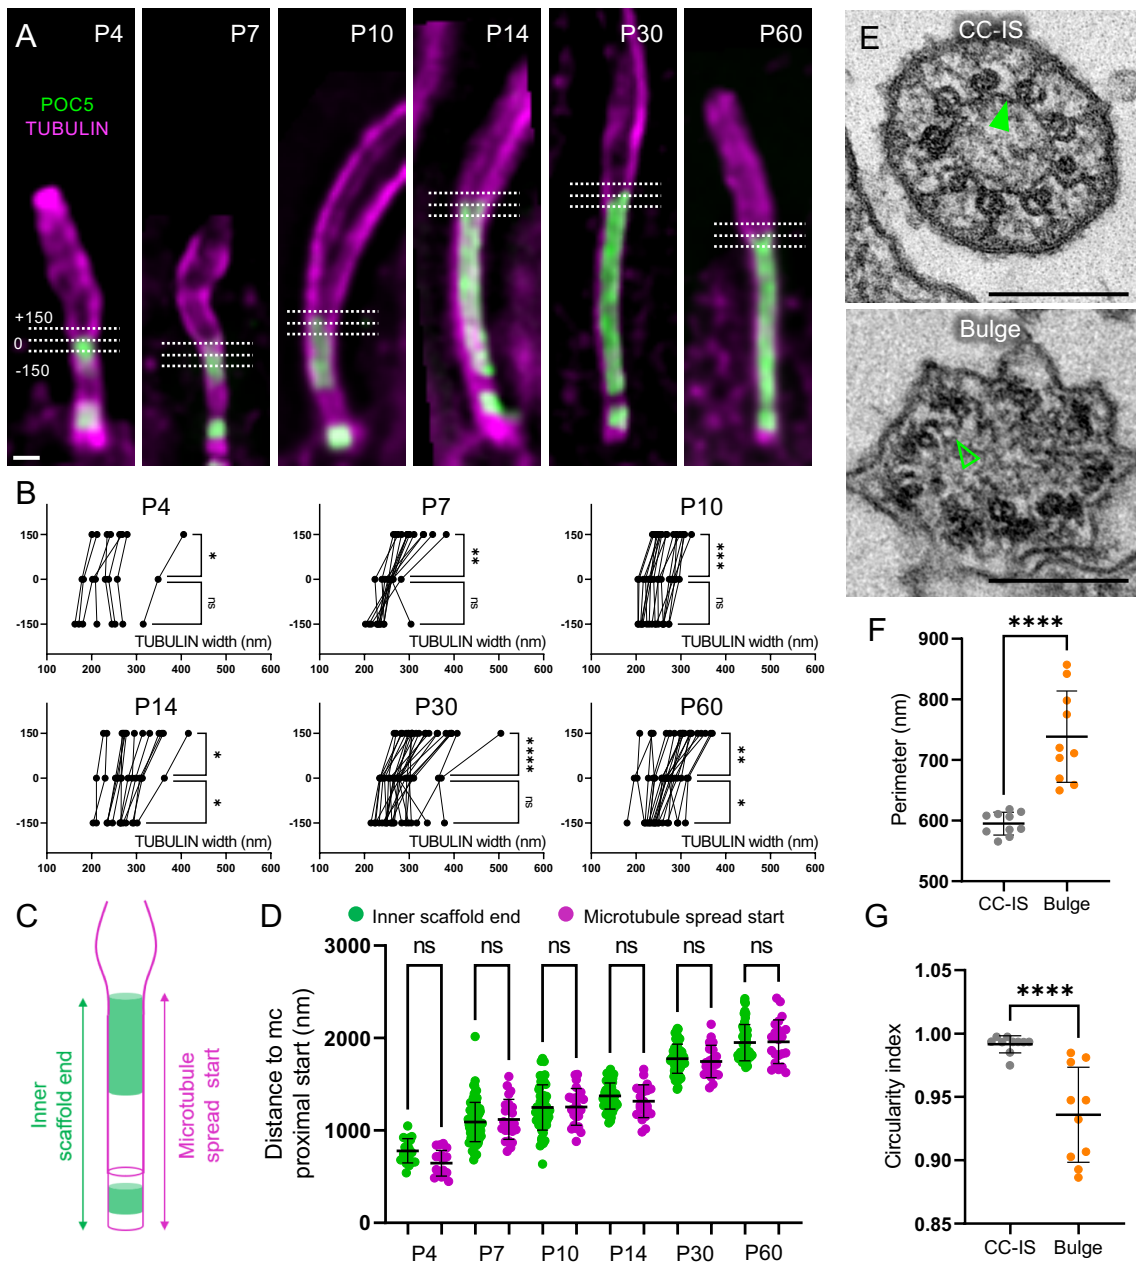 A
P4
P7
P10
P14
P30
P60
POC5
TUBULIN
+150
0
-150
E
CC-IS
Bulge
B
P4
150
0
-150
*
ns
TUBULIN width (nm)
100 200 300 400 500 600
P7
150
0
-150
**
ns
TUBULIN width (nm)
100 200 300 400 500 600
P10
150
0
-150
***
ns
TUBULIN width (nm)
100 200 300 400 500 600
P14
150
0
-150
*
*
TUBULIN width (nm)
100 200 300 400 500 600
P30
150
0
-150
****
ns
TUBULIN width (nm)
100 200 300 400 500 600
P60
150
0
-150
**
*
TUBULIN width (nm)
100 200 300 400 500 600
C
Inner
scaffold end
Microtubule
spread start
D
Inner scaffold end
Microtubule spread start
Distance to mc
proximal start (nm)
3000
2000
1000
0
ns ns ns ns ns ns
P4 P7 P10 P14 P30 P60
F
****
Perimeter (nm)
900
800
700
600
500
CC-IS Bulge
G
****
Circularity index
1.05
1.00
0.95
0.90
0.85
CC-IS Bulge